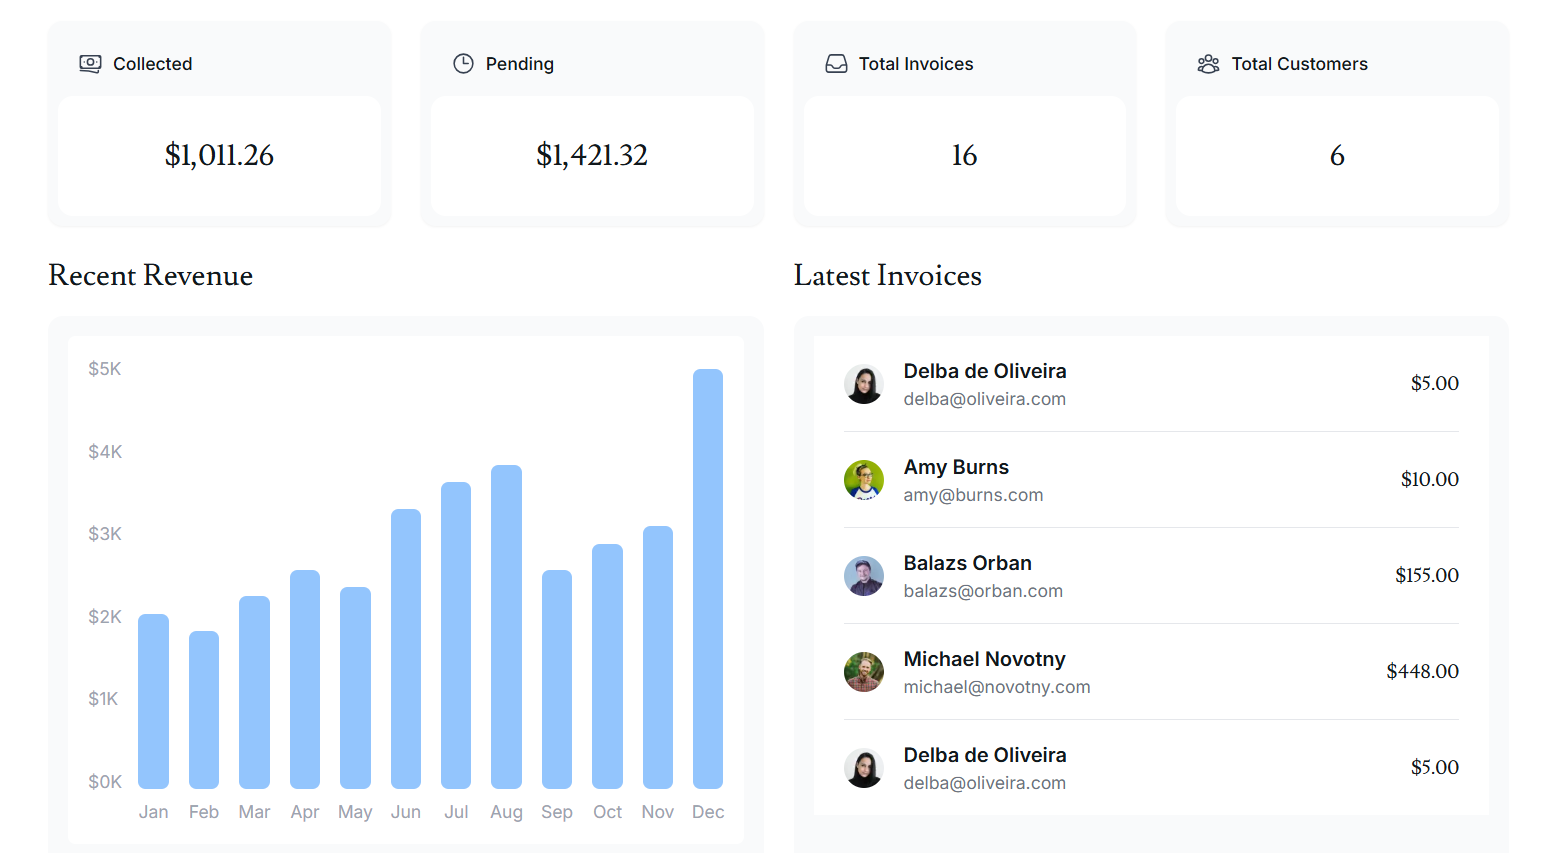 Collected
$1,011.26
Pending
$1,421.32
Total Invoices
16
Total Customers
6
Recent Revenue
$5K
$4K
$3K
$2K
$1K
$0K
Jan Feb Mar Apr May Jun Jul Aug Sep Oct Nov Dec
Latest Invoices
Delba de Oliveira
delba@oliveira.com
$5.00
Amy Burns
amy@burns.com
$10.00
Balazs Orban
balazs@orban.com
$155.00
Michael Novotny
michael@novotny.com
$448.00
Delba de Oliveira
delba@oliveira.com
$5.00